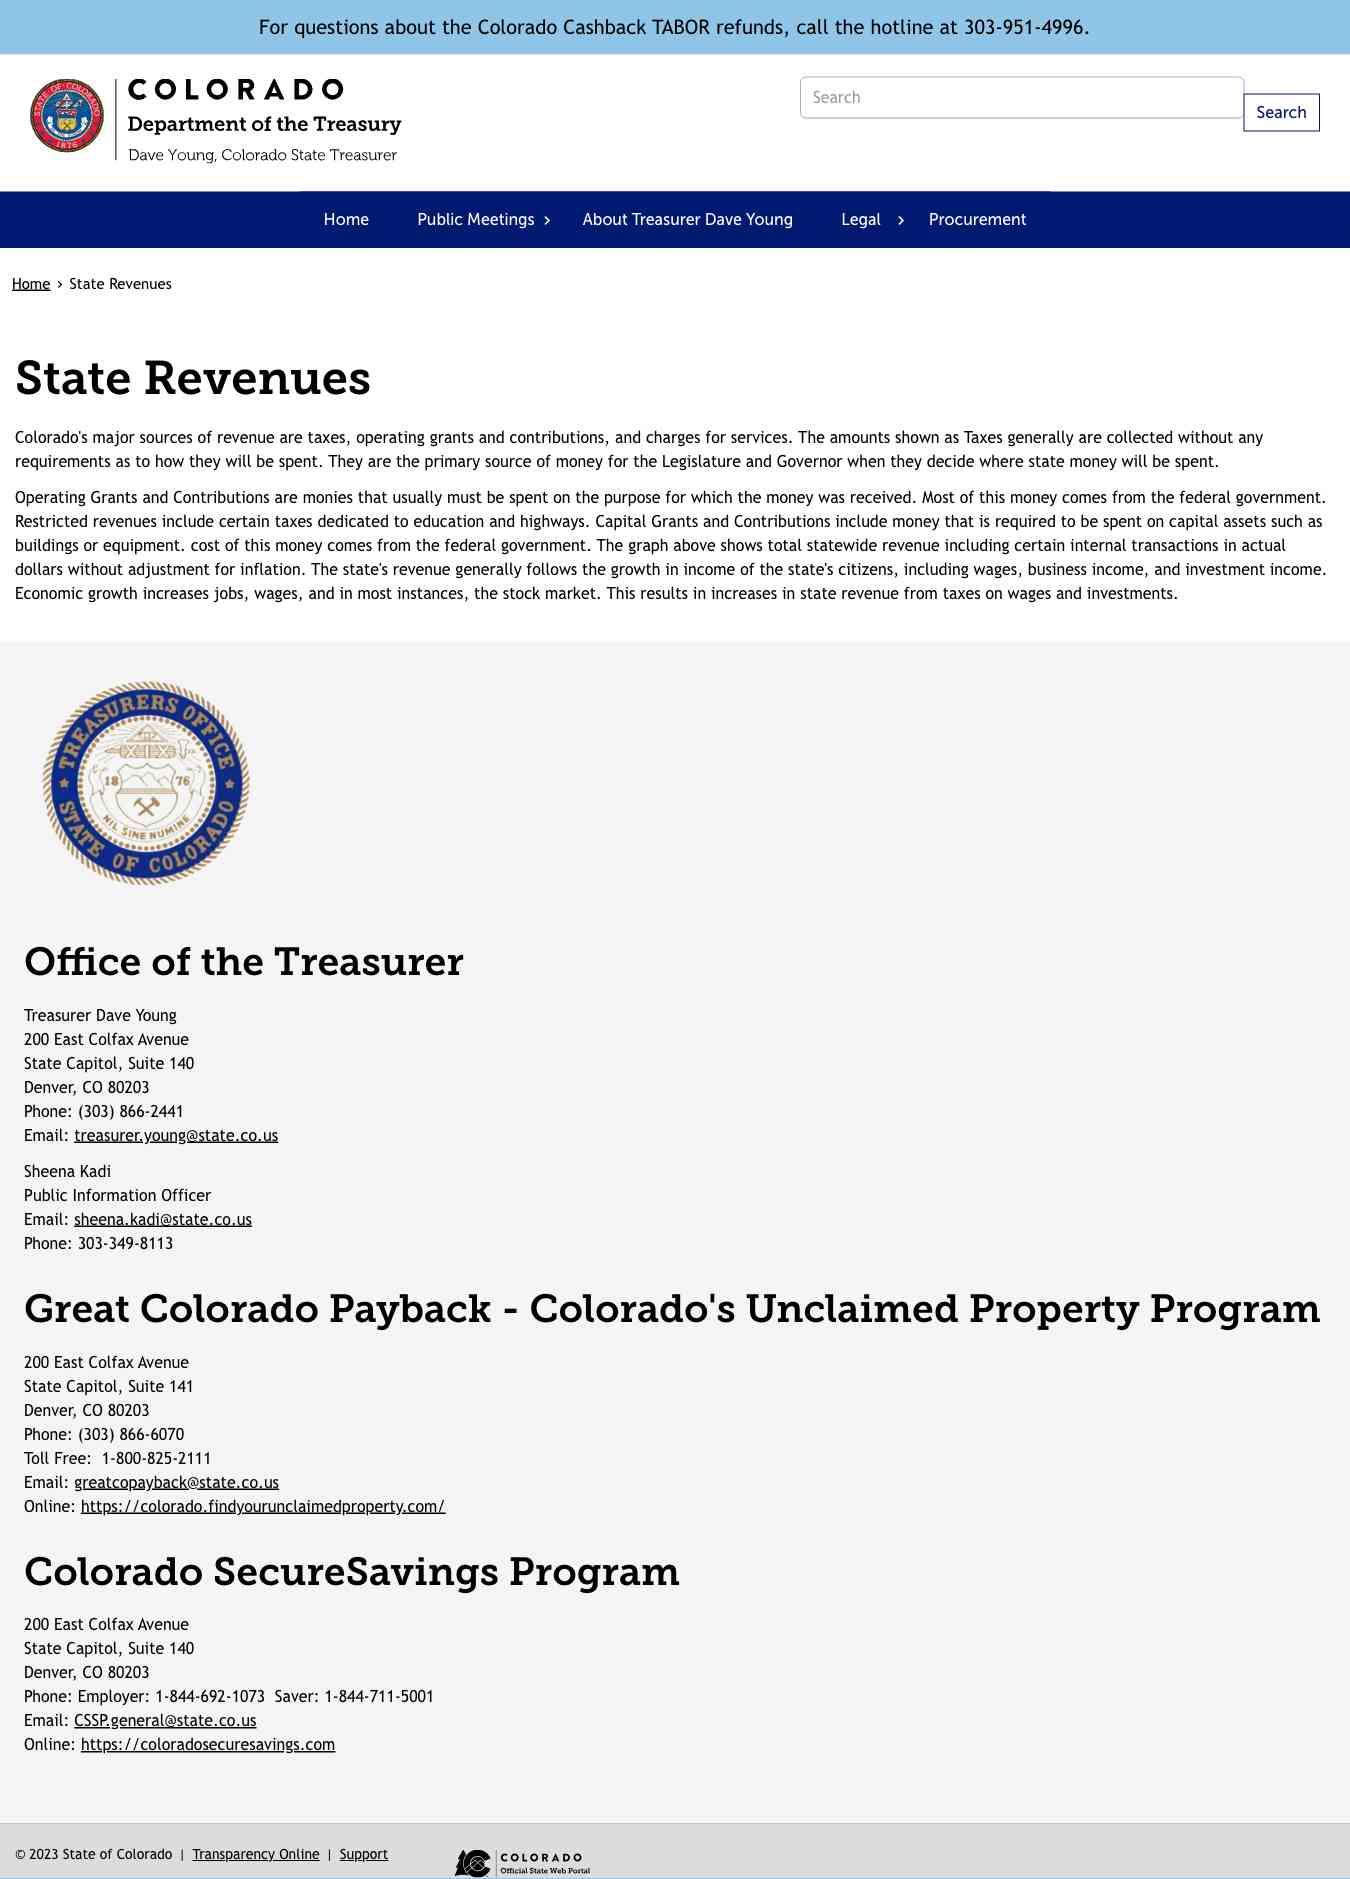 For questions about the Colorado Cashback TABOR refunds, call the hotline at 303-951-4996.
STATE OF COLORADO
1876
COLORADO
Department of the Treasury
Dave Young, Colorado State Treasurer
Search
Search
Home
Public Meetings ›
About Treasurer Dave Young
Legal ›
Procurement
Home › State Revenues
State Revenues
Colorado's major sources of revenue are taxes, operating grants and contributions, and charges for services. The amounts shown as Taxes generally are collected without any
requirements as to how they will be spent. They are the primary source of money for the Legislature and Governor when they decide where state money will be spent.
Operating Grants and Contributions are monies that usually must be spent on the purpose for which the money was received. Most of this money comes from the federal government.
Restricted revenues include certain taxes dedicated to education and highways. Capital Grants and Contributions include money that is required to be spent on capital assets such as
buildings or equipment. cost of this money comes from the federal government. The graph above shows total statewide revenue including certain internal transactions in actual
dollars without adjustment for inflation. The state's revenue generally follows the growth in income of the state's citizens, including wages, business income, and investment income.
Economic growth increases jobs, wages, and in most instances, the stock market. This results in increases in state revenue from taxes on wages and investments.
TREASURERS OFFICE
18 76
NIL SINE NUMINE
STATE OF COLORADO
Office of the Treasurer
Treasurer Dave Young
200 East Colfax Avenue
State Capitol, Suite 140
Denver, CO 80203
Phone: (303) 866-2441
Email: treasurer.young@state.co.us
Sheena Kadi
Public Information Officer
Email: sheena.kadi@state.co.us
Phone: 303-349-8113
Great Colorado Payback - Colorado's Unclaimed Property Program
200 East Colfax Avenue
State Capitol, Suite 141
Denver, CO 80203
Phone: (303) 866-6070
Toll Free:  1-800-825-2111
Email: greatcopayback@state.co.us
Online: https://colorado.findyourunclaimedproperty.com/
Colorado SecureSavings Program
200 East Colfax Avenue
State Capitol, Suite 140
Denver, CO 80203
Phone: Employer: 1-844-692-1073  Saver: 1-844-711-5001
Email: CSSP.general@state.co.us
Online: https://coloradosecuresavings.com
© 2023 State of Colorado | Transparency Online | Support
COLORADO
Official State Web Portal